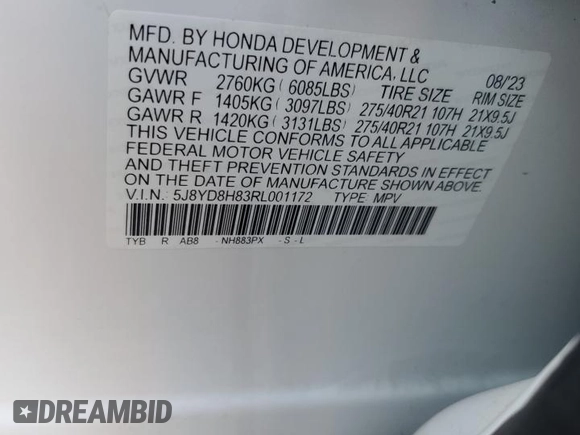 MFD. BY HONDA DEVELOPMENT &
MANUFACTURING OF AMERICA, LLC 08/'23
GVWR 2760KG ( 6085LBS) TIRE SIZE RIM SIZE
GAWR F 1405KG ( 3097LBS) 275/40R21 107H 21X9.5J
GAWR R 1420KG ( 3131LBS) 275/40R21 107H 21X9.5J
THIS VEHICLE CONFORMS TO ALL APPLICABLE
FEDERAL MOTOR VEHICLE SAFETY
AND THEFT PREVENTION STANDARDS IN EFFECT
ON THE DATE OF MANUFACTURE SHOWN ABOVE.
V.I.N. 5J8YD8H83RL001172 TYPE: MPV
TYB R AB8 - NH883PX - S - L
DREAMBID